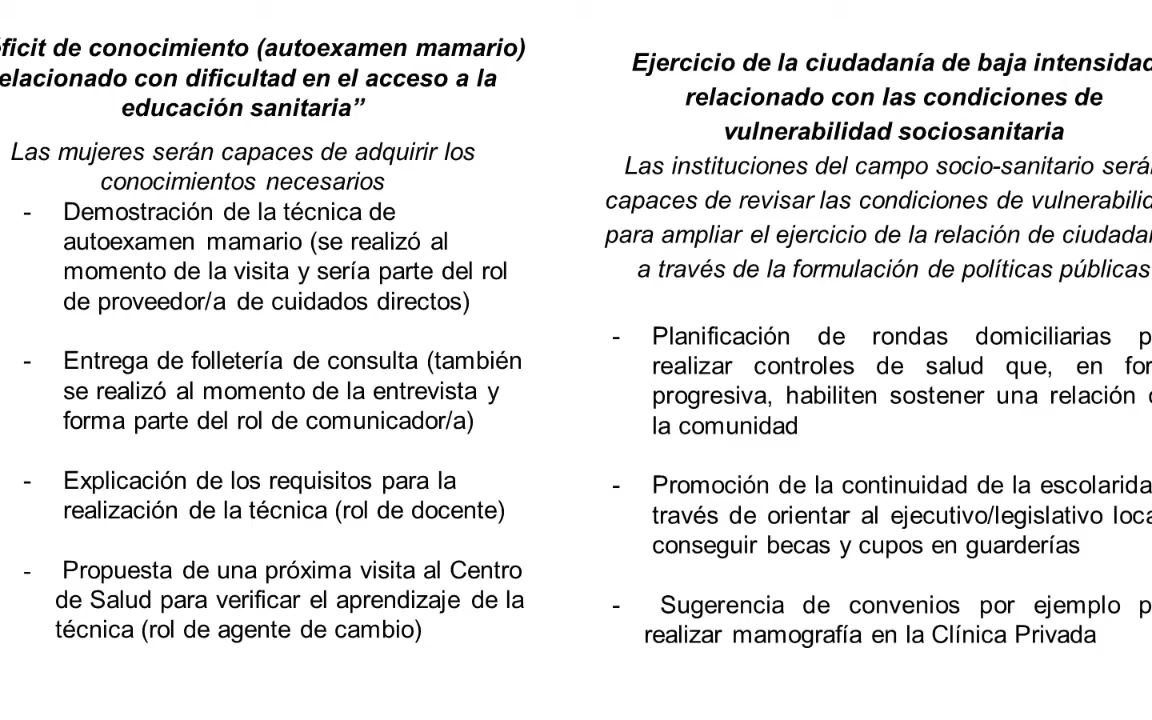 ficit de conocimiento (autoexamen mamario)
elacionado con dificultad en el acceso a la
educación sanitaria”
Las mujeres serán capaces de adquirir los
conocimientos necesarios
- Demostración de la técnica de
autoexamen mamario (se realizó al
momento de la visita y sería parte del rol
de proveedor/a de cuidados directos)
- Entrega de folletería de consulta (también
se realizó al momento de la entrevista y
forma parte del rol de comunicador/a)
- Explicación de los requisitos para la
realización de la técnica (rol de docente)
- Propuesta de una próxima visita al Centro
de Salud para verificar el aprendizaje de la
técnica (rol de agente de cambio)
Ejercicio de la ciudadanía de baja intensidad
relacionado con las condiciones de
vulnerabilidad sociosanitaria
Las instituciones del campo socio-sanitario será
capaces de revisar las condiciones de vulnerabilid
para ampliar el ejercicio de la relación de ciudadan
a través de la formulación de políticas públicas
- Planificación de rondas domiciliarias p
realizar controles de salud que, en for
progresiva, habiliten sostener una relación
la comunidad
- Promoción de la continuidad de la escolarida
través de orientar al ejecutivo/legislativo loca
conseguir becas y cupos en guarderías
- Sugerencia de convenios por ejemplo p
realizar mamografía en la Clínica Privada